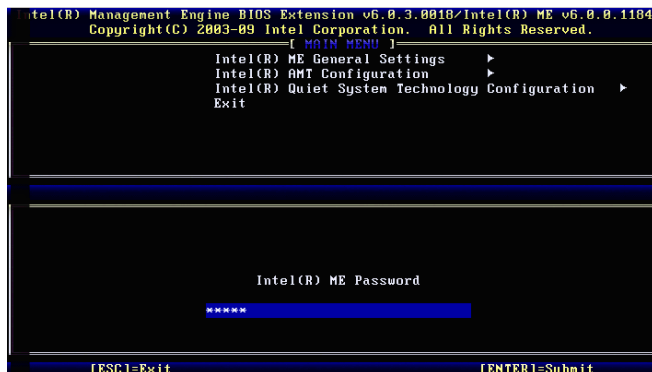 Intel(R) Management Engine BIOS Extension v6.0.3.0018/Intel(R) ME v6.0.0.1184
Copyright(C) 2003-09 Intel Corporation. All Rights Reserved.
[ MAIN MENU ]
Intel(R) ME General Settings ►
Intel(R) AMT Configuration ►
Intel(R) Quiet System Technology Configuration ►
Exit
Intel(R) ME Password
*****
[ESC]=Exit [ENTER]=Submit